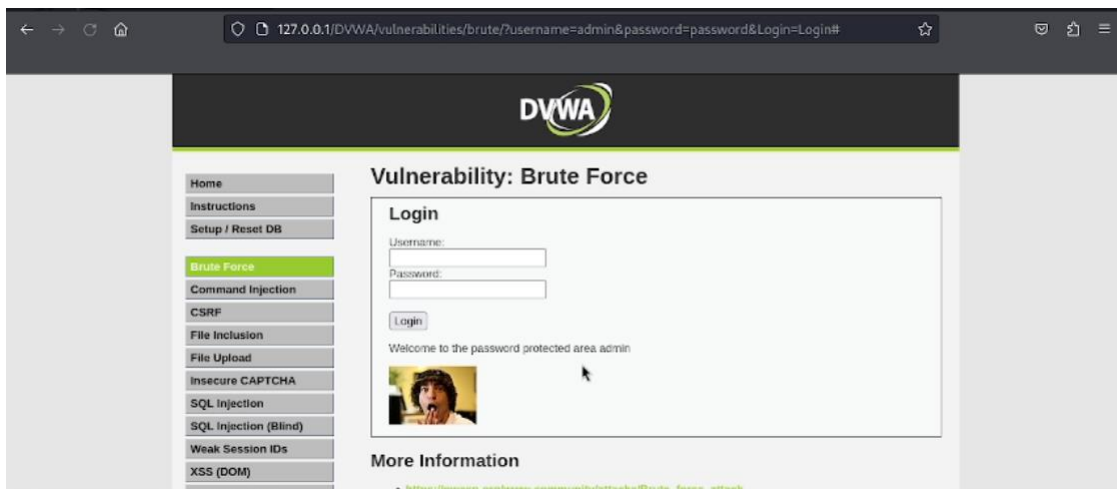 127.0.0.1/DVWA/vulnerabilities/brute/?username=admin&password=password&Login=Login#
DVWA
Home
Instructions
Setup / Reset DB
Brute Force
Command Injection
CSRF
File Inclusion
File Upload
Insecure CAPTCHA
SQL Injection
SQL Injection (Blind)
Weak Session IDs
XSS (DOM)
Vulnerability: Brute Force
Login
Username:
Password:
Login
Welcome to the password protected area admin
More Information